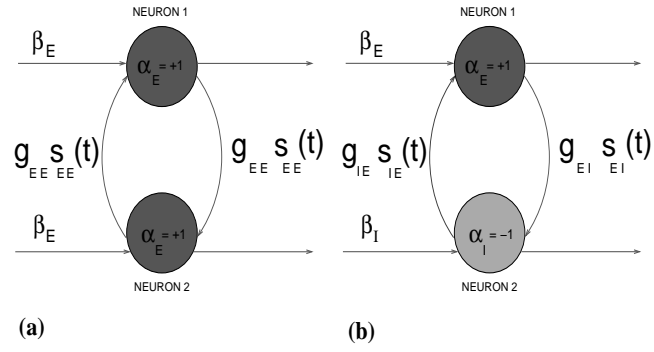 NEURON 1
β_E
α_E = +1
g_EE s_EE(t)
g_EE s_EE(t)
β_E
α_E = +1
NEURON 2
(a)
NEURON 1
β_E
α_E = +1
g_IE s_IE(t)
g_EI s_EI(t)
β_I
α_I = −1
NEURON 2
(b)